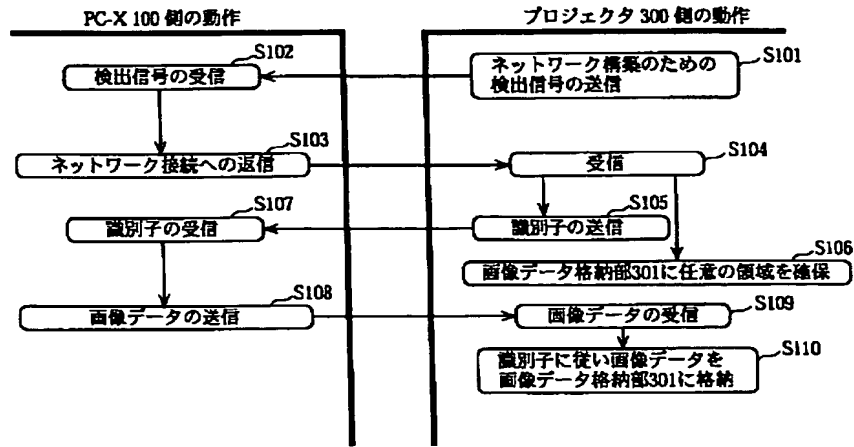 PC-X 100 側の動作
プロジェクタ 300 側の動作
S102
検出信号の受信
S101
ネットワーク構築のための
検出信号の送信
S103
ネットワーク接続への返信
S104
受信
S107
識別子の受信
S105
識別子の送信
S106
画像データ格納部301に任意の領域を確保
S108
画像データの送信
S109
画像データの受信
S110
識別子に従い画像データを
画像データ格納部301に格納